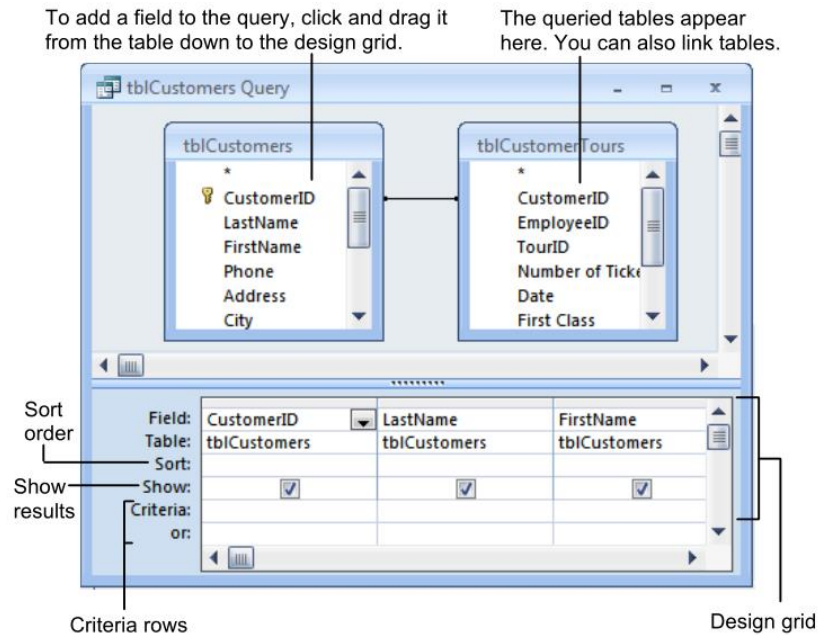 To add a field to the query, click and drag it
from the table down to the design grid.
The queried tables appear
here. You can also link tables.
tblCustomers Query
tblCustomers
*
CustomerID
LastName
FirstName
Phone
Address
City
tblCustomerTours
*
CustomerID
EmployeeID
TourID
Number of Ticke
Date
First Class
Sort
order
Show
results
Field: CustomerID LastName FirstName
Table: tblCustomers tblCustomers tblCustomers
Sort:
Show:
Criteria:
or:
Criteria rows
Design grid